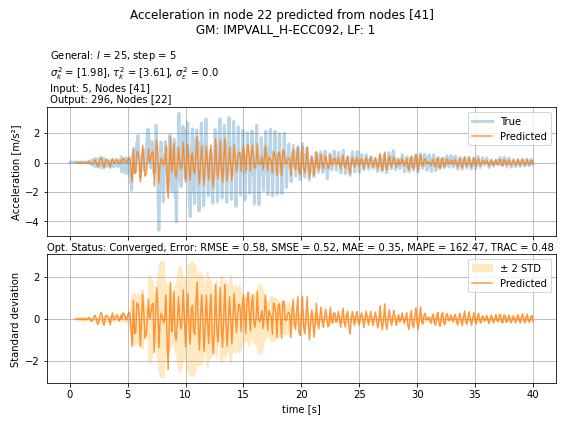 Acceleration in node 22 predicted from nodes [41]
GM: IMPVALL_H-ECC092, LF: 1
General: l = 25, step = 5
σ²ₖ = [1.98], τ²ₖ = [3.61], σ²ε = 0.0
Input: 5, Nodes [41]
Output: 296, Nodes [22]
True
Predicted
Acceleration [m/s²]
2
0
−2
−4
Opt. Status: Converged, Error: RMSE = 0.58, SMSE = 0.52, MAE = 0.35, MAPE = 162.47, TRAC = 0.48
± 2 STD
Predicted
Standard deviation
2
0
−2
0 5 10 15 20 25 30 35 40
time [s]